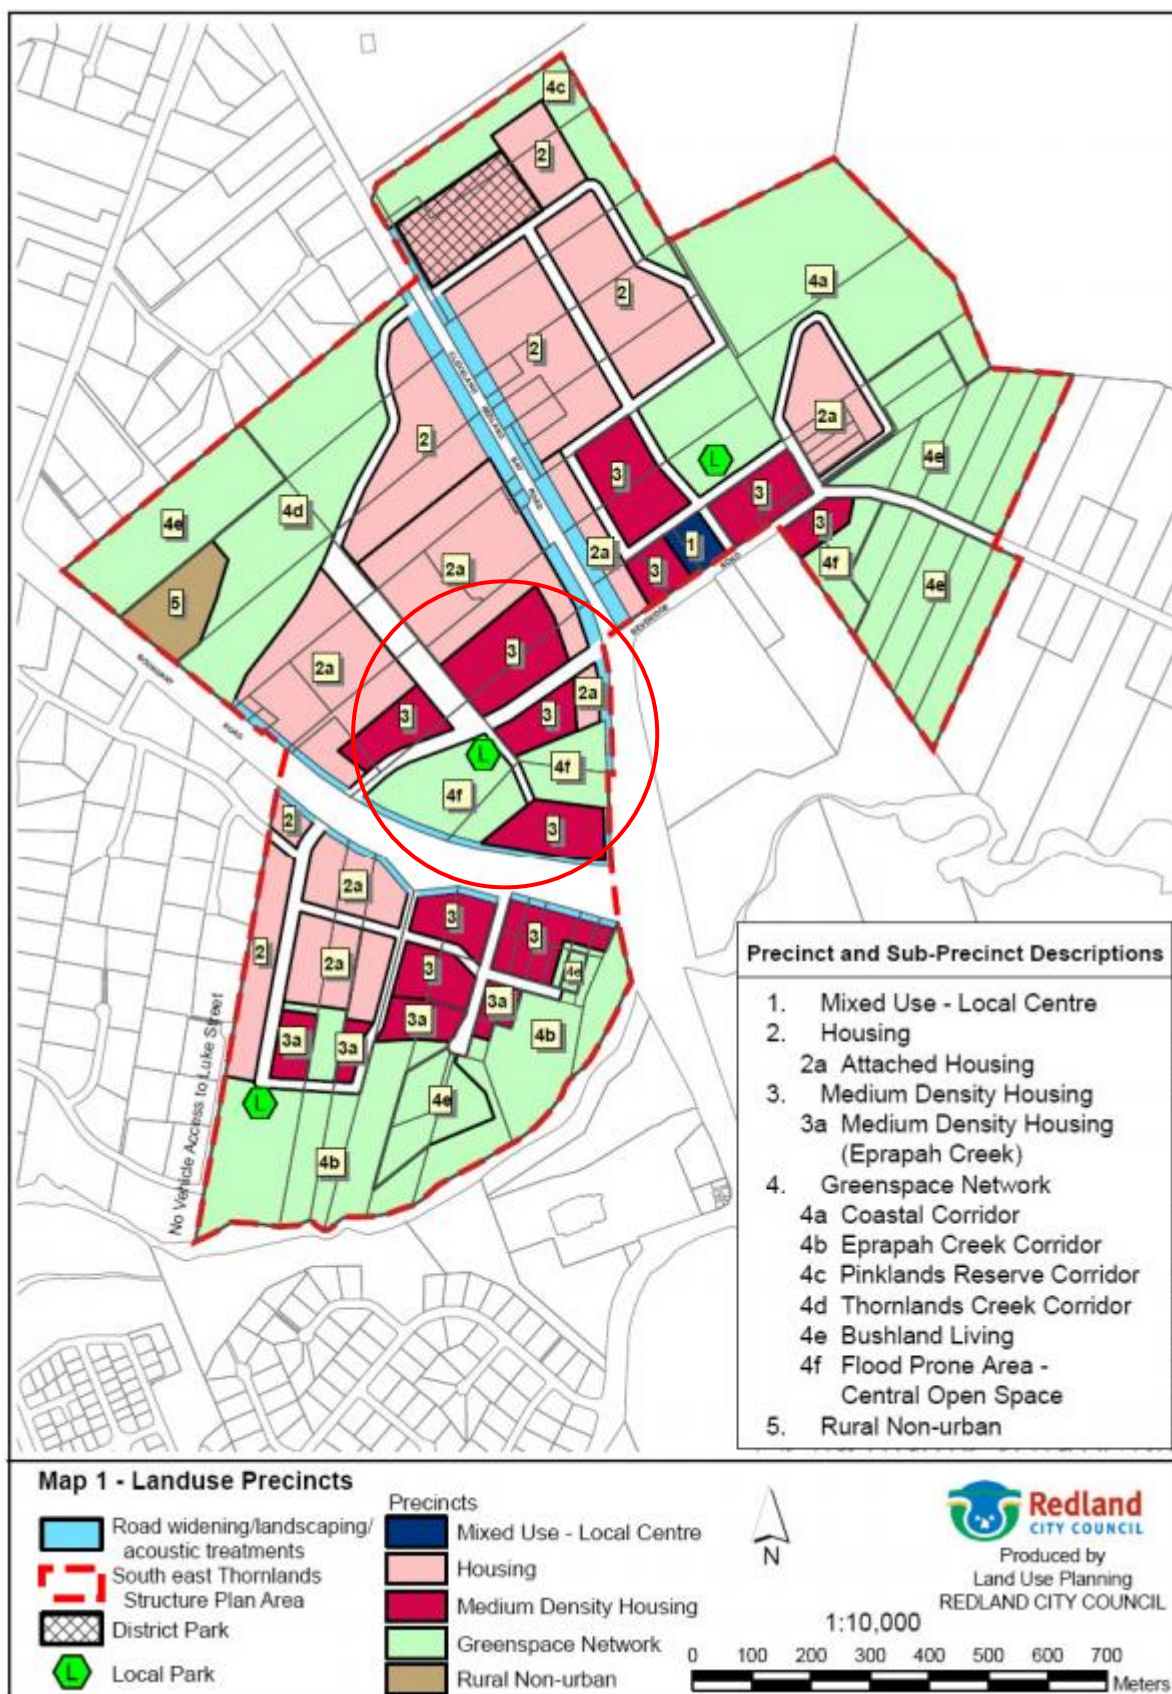 4c
2
2
4a
2
2a
2
4e
3
L
4d
3
4e
3
2a
2a
1
4f
3
4e
5
3
2a
2a
3
3
L
4f
4f
3
2
2a
3
3
2
2a
3
4e
3a
3a
3a
3a
4b
L
4e
4b
CLEVELAND REDLAND BAY ROAD
BOUNDARY ROAD
ROAD
No Vehicle Access to Luke Street
Precinct and Sub-Precinct Descriptions
1. Mixed Use - Local Centre
2. Housing
2a Attached Housing
3. Medium Density Housing
3a Medium Density Housing
(Eprapah Creek)
4. Greenspace Network
4a Coastal Corridor
4b Eprapah Creek Corridor
4c Pinklands Reserve Corridor
4d Thornlands Creek Corridor
4e Bushland Living
4f Flood Prone Area -
Central Open Space
5. Rural Non-urban
Map 1 - Landuse Precincts
Road widening/landscaping/
acoustic treatments
South east Thornlands
Structure Plan Area
District Park
L Local Park
Precincts
Mixed Use - Local Centre
Housing
Medium Density Housing
Greenspace Network
Rural Non-urban
N
1:10,000
0 100 200 300 400 500 600 700
Meters
Redland
CITY COUNCIL
Produced by
Land Use Planning
REDLAND CITY COUNCIL